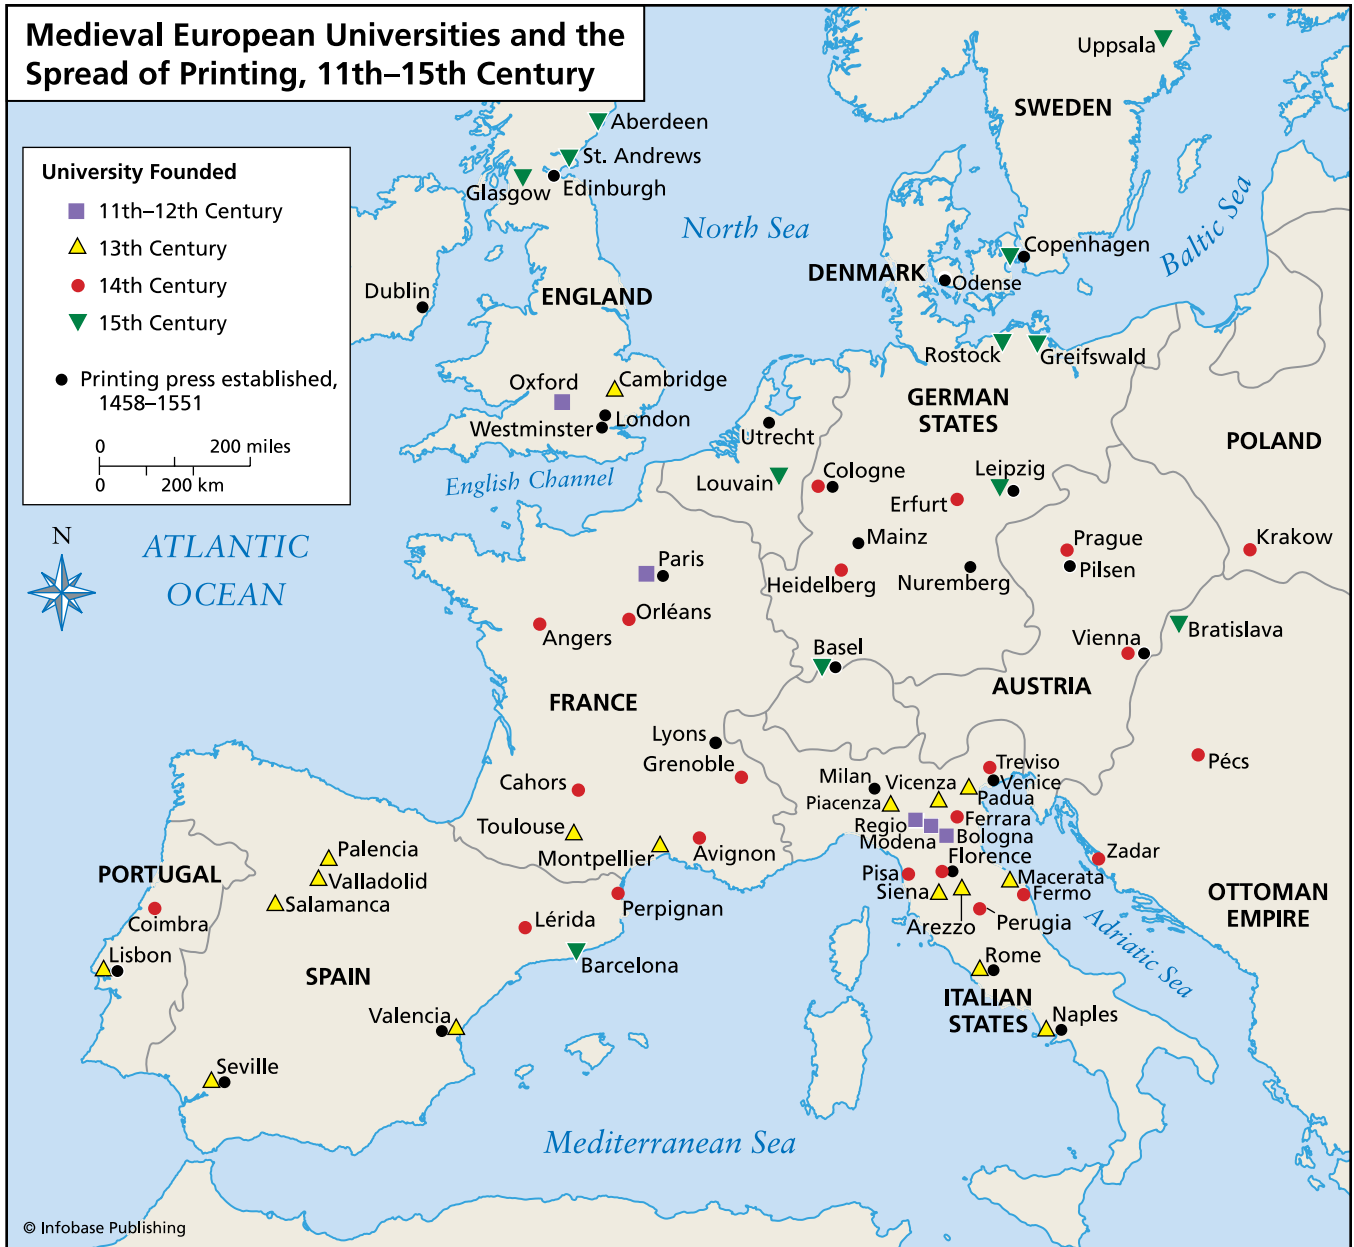 Medieval European Universities and the
Spread of Printing, 11th–15th Century
University Founded
11th–12th Century
13th Century
14th Century
15th Century
Printing press established,
1458–1551
0 200 miles
0 200 km
N
Uppsala
SWEDEN
Aberdeen
St. Andrews
Glasgow
Edinburgh
North Sea
Baltic Sea
Copenhagen
DENMARK
Odense
Dublin
ENGLAND
Rostock
Greifswald
Oxford
Cambridge
London
Westminster
English Channel
Utrecht
GERMAN
STATES
POLAND
Louvain
Cologne
Leipzig
Erfurt
ATLANTIC
OCEAN
Mainz
Prague
Krakow
Paris
Heidelberg
Nuremberg
Pilsen
Orléans
Angers
Vienna
Bratislava
Basel
AUSTRIA
FRANCE
Lyons
Grenoble
Cahors
Milan
Vicenza
Treviso
Venice
Padua
Pécs
Piacenza
Toulouse
Regio
Modena
Ferrara
Bologna
Montpellier
Avignon
Florence
Zadar
Palencia
PORTUGAL
Valladolid
Pisa
Siena
Macerata
Fermo
Salamanca
Perpignan
OTTOMAN
EMPIRE
Coimbra
Lérida
Arezzo
Perugia
Adriatic Sea
Lisbon
Barcelona
Rome
SPAIN
ITALIAN
STATES
Valencia
Naples
Seville
Mediterranean Sea
© Infobase Publishing